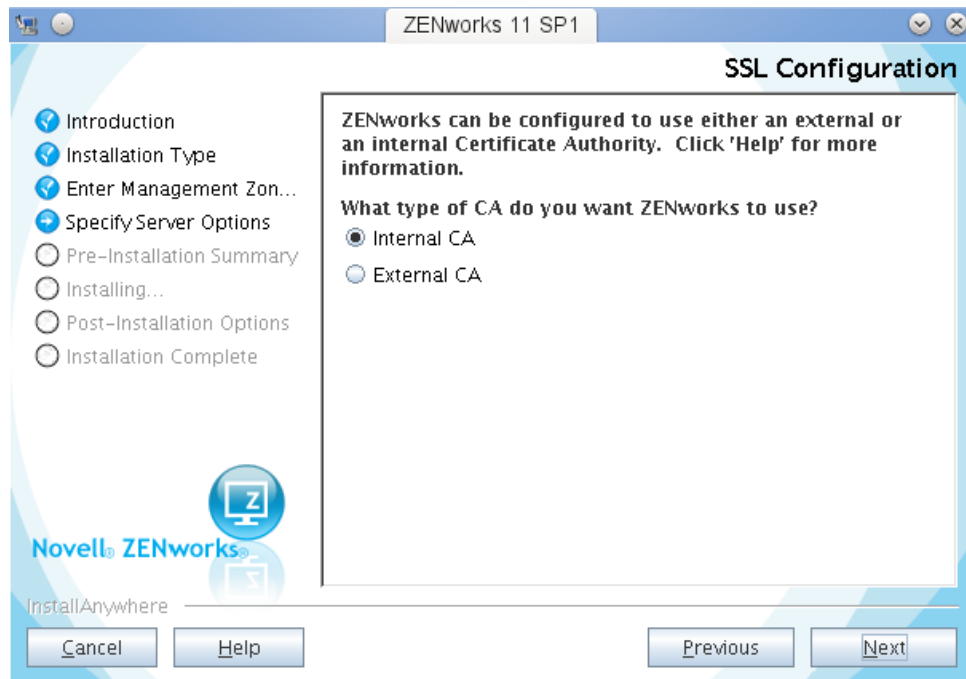 ZENworks 11 SP1
SSL Configuration
Introduction
Installation Type
Enter Management Zon...
Specify Server Options
Pre-Installation Summary
Installing...
Post-Installation Options
Installation Complete
ZENworks can be configured to use either an external or
an internal Certificate Authority. Click 'Help' for more
information.
What type of CA do you want ZENworks to use?
Internal CA
External CA
Z
Novell® ZENworks®
InstallAnywhere
Cancel
Help
Previous
Next